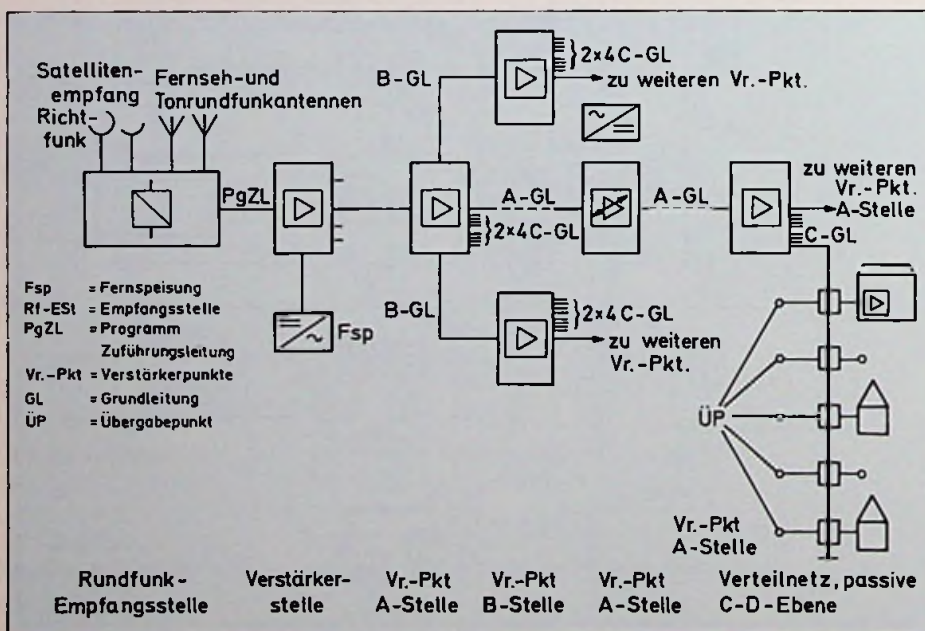 Satelliten-
empfang
Richt-
funk
Fernseh-und
Tonrundfunkantennen
B-GL
}2×4C-GL
zu weiteren Vr.-Pkt.
PgZL
A-GL
}2×4C-GL
A-GL
zu weiteren
Vr.-Pkt.
A-Stelle
C-GL
Fsp
B-GL
}2×4C-GL
zu weiteren
Vr.-Pkt.
Fsp = Fernspeisung
Rf-ESt = Empfangsstelle
PgZL = Programm
Zuführungsleitung
Vr.-Pkt = Verstärkerpunkte
GL = Grundleitung
ÜP = Übergabepunkt
ÜP
Vr.-Pkt
A-Stelle
Rundfunk-
Empfangsstelle
Verstärker-
stelle
Vr.-Pkt
A-Stelle
Vr.-Pkt
B-Stelle
Vr.-Pkt
A-Stelle
Verteilnetz, passive
C-D-Ebene